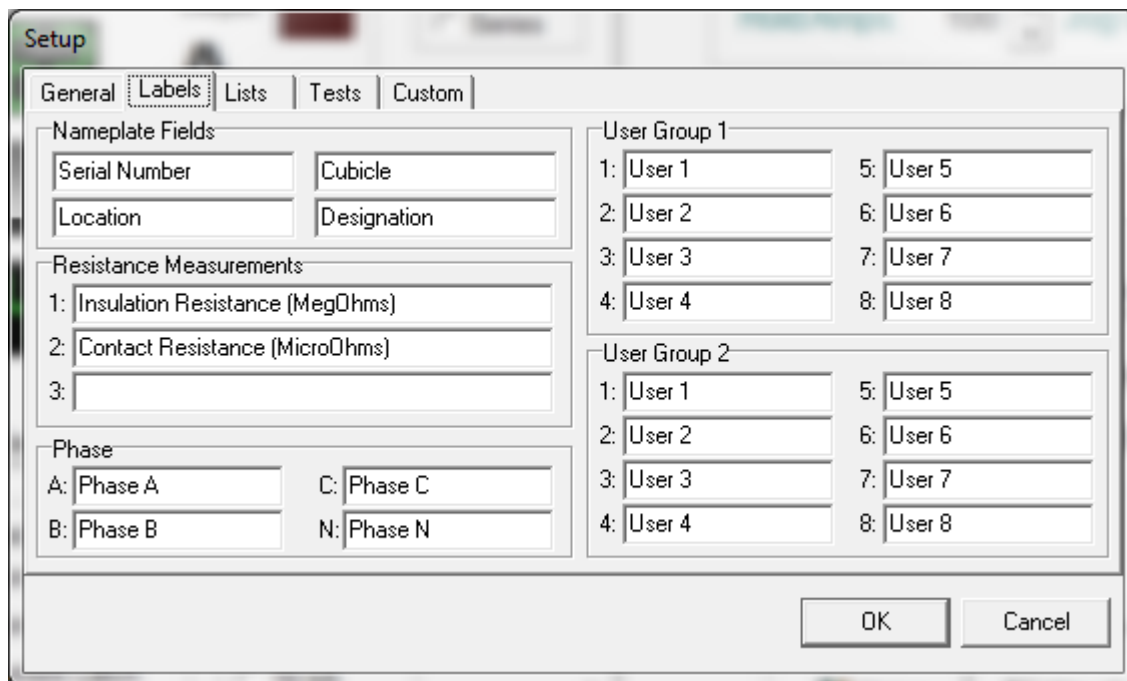 Setup
General Labels Lists Tests Custom
Nameplate Fields
Serial Number Cubicle
Location Designation
Resistance Measurements
1: Insulation Resistance (MegOhms)
2: Contact Resistance (MicroOhms)
3:
Phase
A: Phase A C: Phase C
B: Phase B N: Phase N
User Group 1
1: User 1 5: User 5
2: User 2 6: User 6
3: User 3 7: User 7
4: User 4 8: User 8
User Group 2
1: User 1 5: User 5
2: User 2 6: User 6
3: User 3 7: User 7
4: User 4 8: User 8
OK Cancel